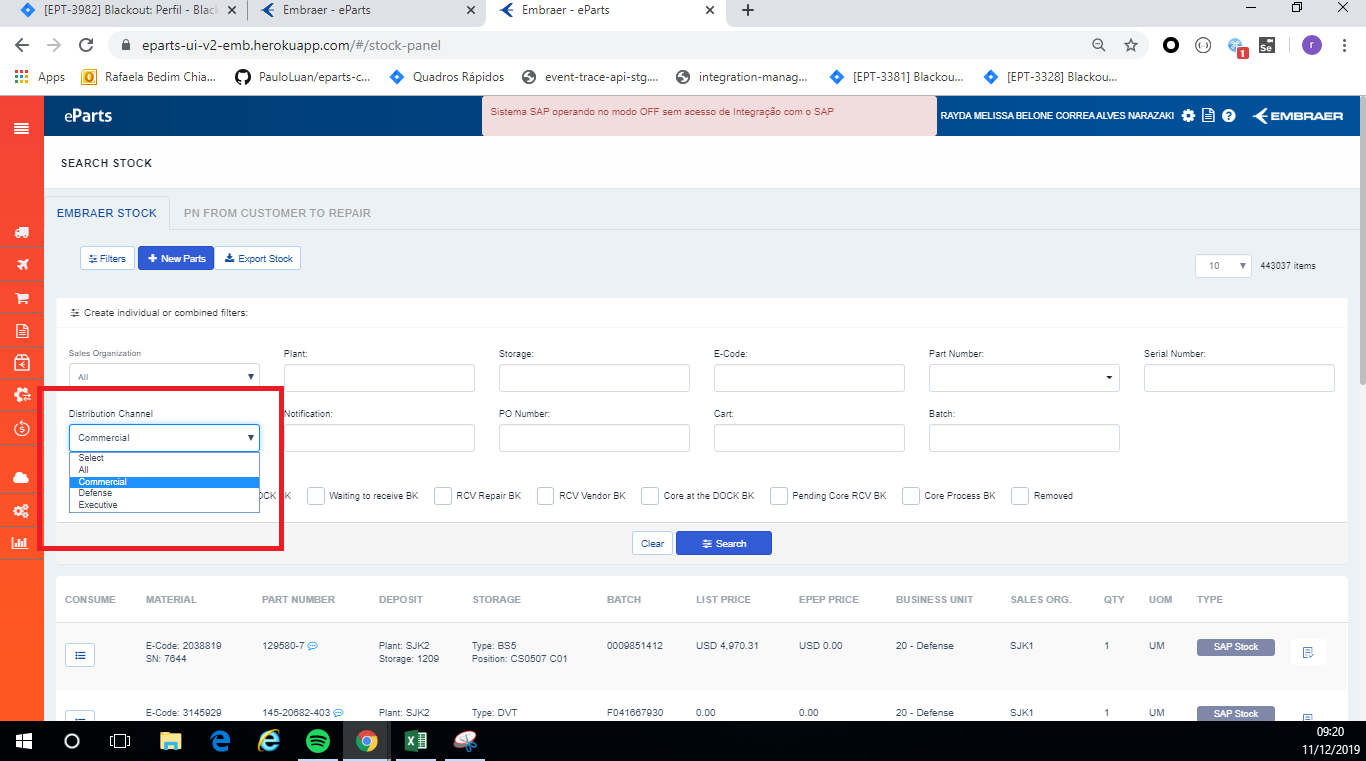 [EPT-3982] Blackout: Perfil - Blac
Embraer - eParts
Embraer - eParts
eparts-ui-v2-emb.herokuapp.com/#/stock-panel
Se
1
r
Apps
Rafaela Bedim Chia...
PauloLuan/eparts-c...
Quadros Rápidos
event-trace-api-stg....
integration-manag...
[EPT-3381] Blackou...
[EPT-3328] Blackou...
eParts
Sistema SAP operando no modo OFF sem acesso de Integração com o SAP
RAYDA MELISSA BELONE CORREA ALVES NARAZAKI
EMBRAER
SEARCH STOCK
EMBRAER STOCK
PN FROM CUSTOMER TO REPAIR
Filters
New Parts
Export Stock
10
443037 items
Create individual or combined filters:
Sales Organization
Plant:
Storage:
E-Code:
Part Number:
Serial Number:
All
Distribution Channel
Notification:
PO Number:
Cart:
Batch:
Commercial
Select
All
Commercial
Defense
Executive
OCK BK
Waiting to receive BK
RCV Repair BK
RCV Vendor BK
Core at the DOCK BK
Pending Core RCV BK
Core Process BK
Removed
Clear
Search
CONSUME
MATERIAL
PART NUMBER
DEPOSIT
STORAGE
BATCH
LIST PRICE
EPEP PRICE
BUSINESS UNIT
SALES ORG.
QTY
UOM
TYPE
E-Code: 2038819
SN: 7644
129580-7
Plant: SJK2
Storage: 1209
Type: BS5
Position: CS0507 C01
0009851412
USD 4,970.31
USD 0.00
20 - Defense
SJK1
1
UM
SAP Stock
E-Code: 3145929
145-20682-403
Plant: SJK2
Type: DVT
F041667930
0.00
0.00
20 - Defense
SJK1
1
UM
SAP Stock
09:20
11/12/2019